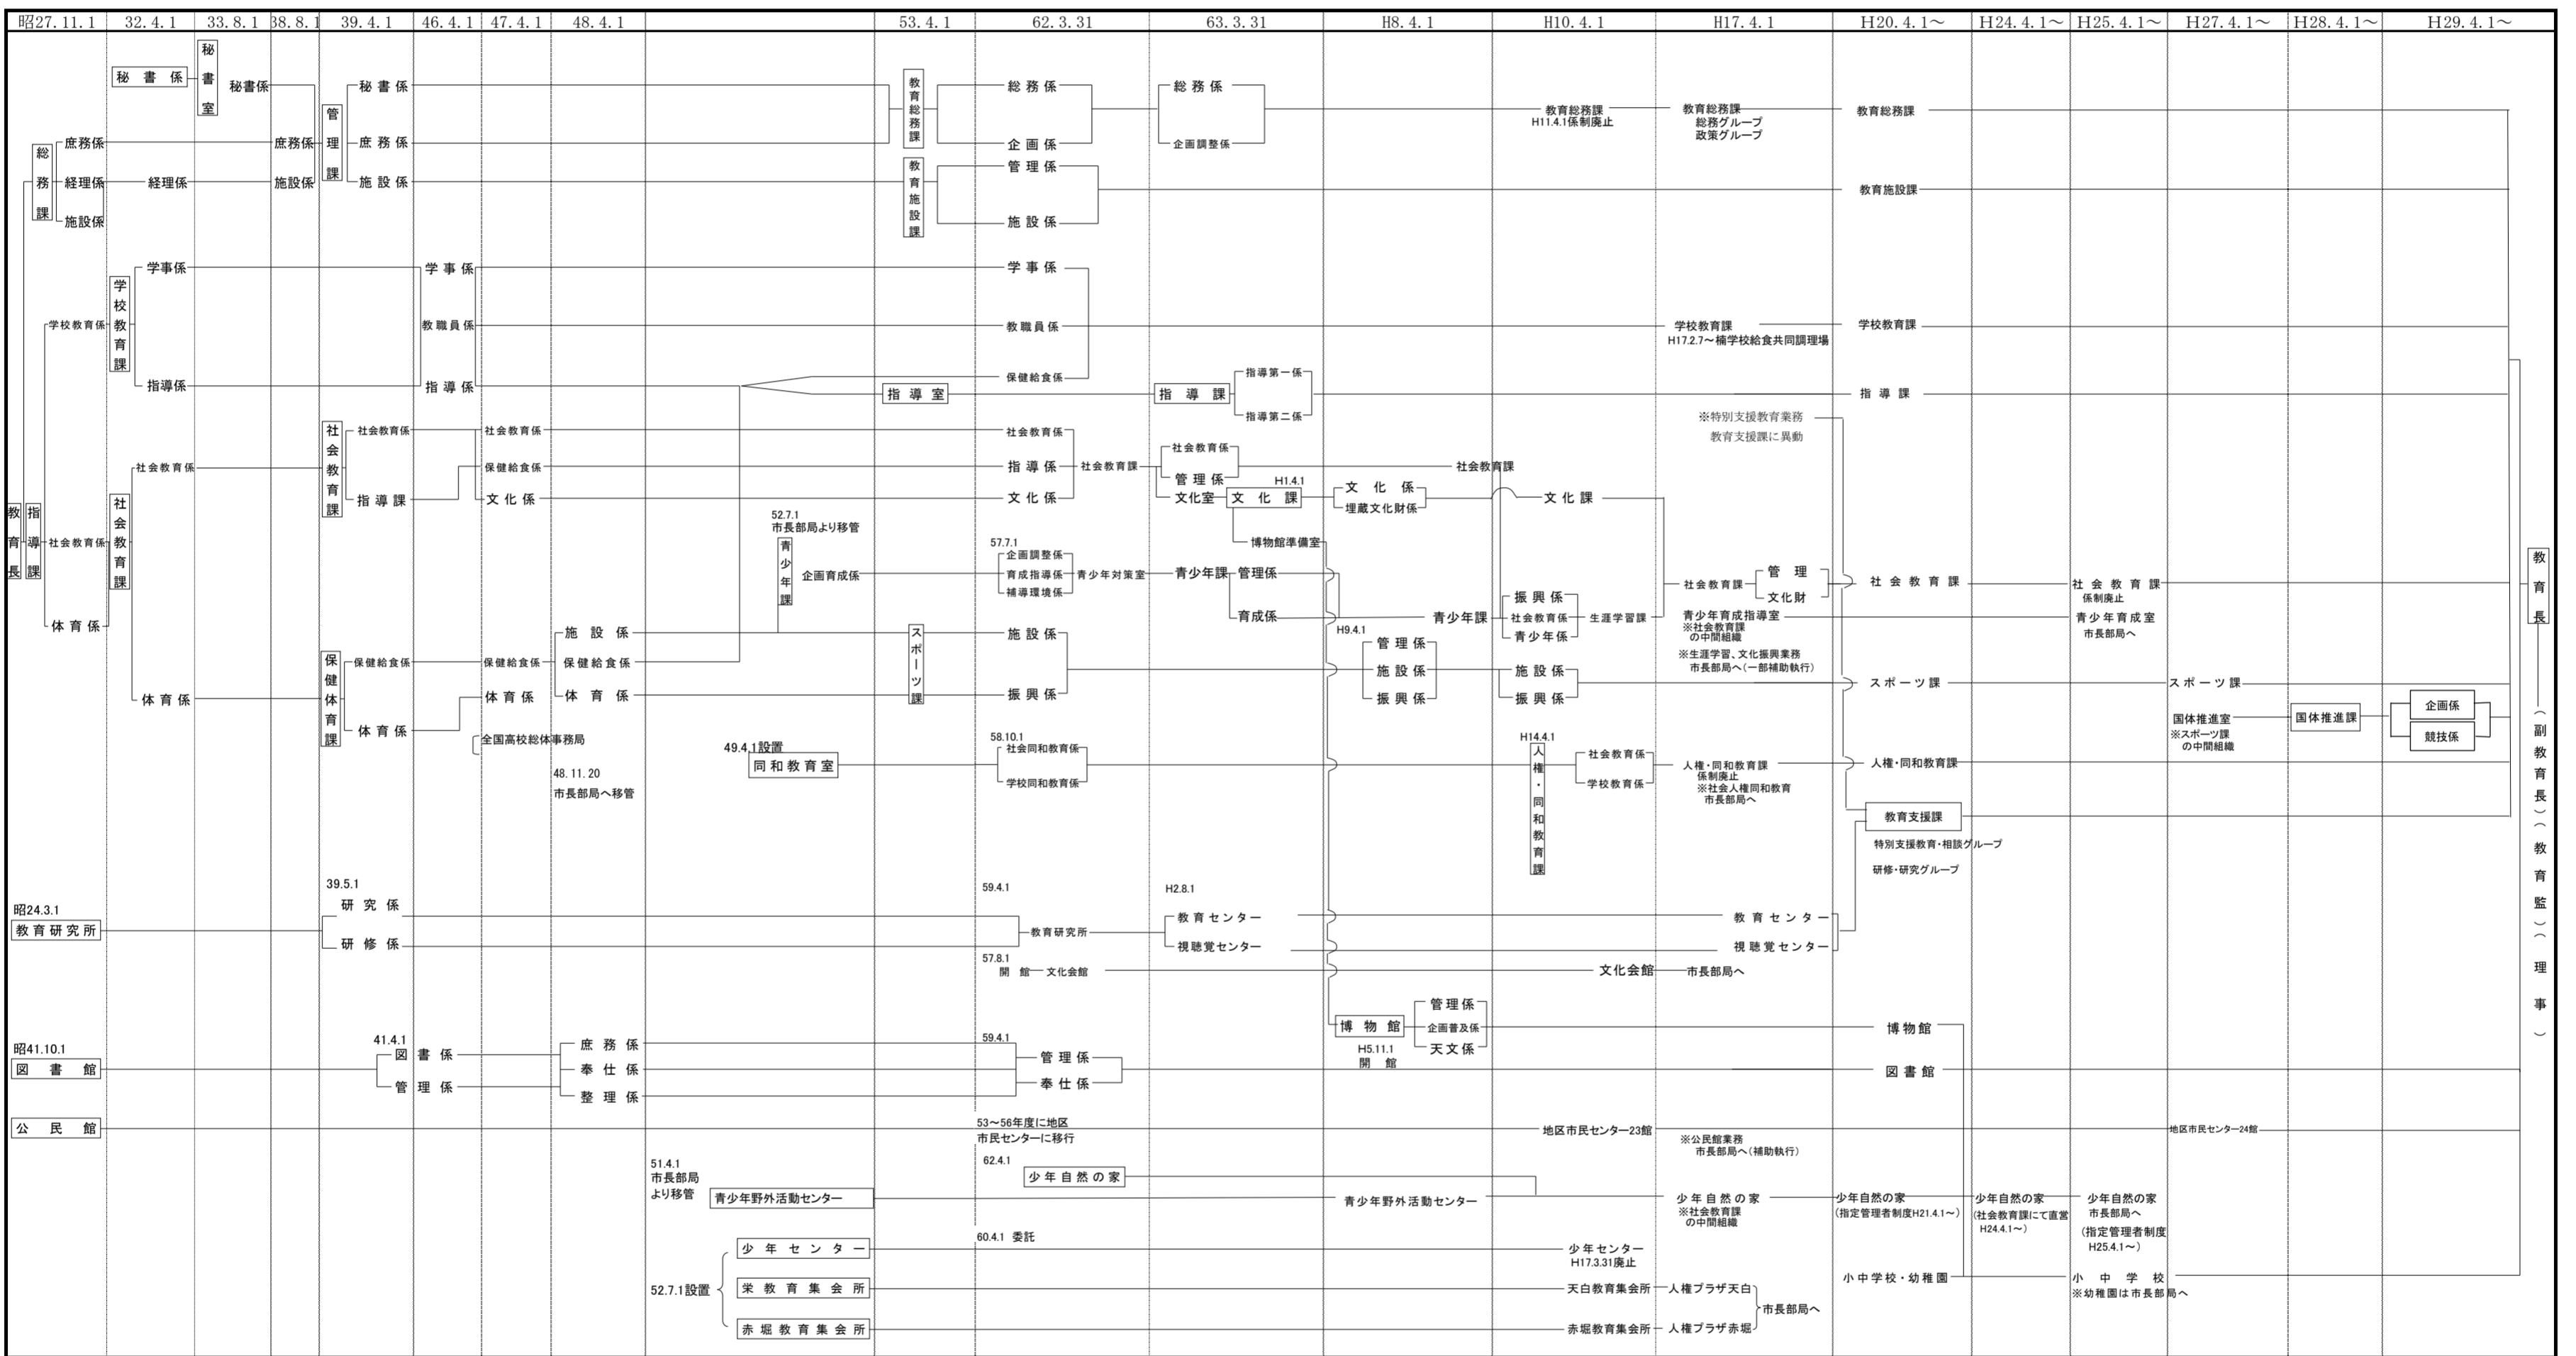 昭27.11.1 32.4.1 33.8.1 38.8.1 39.4.1 46.4.1 47.4.1 48.4.1 53.4.1 62.3.31 63.3.31 H8.4.1 H10.4.1 H17.4.1 H20.4.1～ H24.4.1～ H25.4.1～ H27.4.1～ H28.4.1～ H29.4.1～
秘書係 秘書室 秘書係 管理課 秘書係 教育総務課 総務係 総務係
教育総務課 教育総務課 教育総務課
H11.4.1係制廃止 総務グループ
政策グループ
総務課 庶務係 庶務係 庶務係 企画係 企画調整係
経理係 経理係 施設係 施設係 教育施設課 管理係
教育施設課
施設係 施設係
学校教育課 学事係 学事係 学事係
学校教育係 教職員係 教職員係 学校教育課 学校教育課
H17.2.7～楠学校給食共同調理場
指導係 指導係 保健給食係 指導第一係
指導室 指導課 指導課
指導第二係
※特別支援教育業務
教育支援課に異動
社会教育課 社会教育係 社会教育係 社会教育係 社会教育係
社会教育係 保健給食係 指導係 社会教育課 管理係 社会教育課
指導課 文化係 文化係 文化室 H1.4.1 文化課 文化係 文化課
埋蔵文化財係
教育長 指導課 社会教育係 社会教育課
52.7.1
市長部局より移管
青少年課 企画育成係
57.7.1
企画調整係 博物館準備室
育成指導係 青少年対策室 青少年課 管理係
補導環境係
育成係 青少年課
振興係
社会教育係 生涯学習課
青少年係
社会教育課 管理 社会教育課 社会教育課
文化財 係制廃止
青少年育成指導室 青少年育成室
※社会教育課 市長部局へ
の中間組織
※生涯学習、文化振興業務
市長部局へ(一部補助執行)
教育長
(副教育長)(教育監)(理事)
体育係 施設係 スポーツ課 施設係 H9.4.1 管理係
保健体育課 保健給食係 保健給食係 保健給食係 施設係 施設係
体育係 体育係 体育係 振興係 振興係 振興係 スポーツ課 スポーツ課
体育係
全国高校総体事務局
48.11.20
市長部局へ移管
国体推進室 国体推進課 企画係
※スポーツ課 競技係
の中間組織
49.4.1設置
同和教育室
58.10.1
社会同和教育係
学校同和教育係
H14.4.1
人権・同和教育課 社会教育係
学校教育係
人権・同和教育課 人権・同和教育課
係制廃止
※社会人権同和教育
市長部局へ
教育支援課
特別支援教育・相談グループ
研修・研究グループ
昭24.3.1 39.5.1 59.4.1 H2.8.1
教育研究所 研究係 教育研究所 教育センター 教育センター
研修係 視聴覚センター 視聴覚センター
57.8.1
開館 文化会館 文化会館 市長部局へ
博物館 管理係
企画普及係 博物館
天文係
H5.11.1
開館
昭41.10.1 41.4.1 59.4.1
図書館 図書係 庶務係 管理係 図書館
管理係 奉仕係 奉仕係
整理係
公民館
53～56年度に地区
市民センターに移行
地区市民センター23館
※公民館業務
市長部局へ(補助執行)
地区市民センター24館
51.4.1
市長部局
より移管
青少年野外活動センター
62.4.1
少年自然の家
青少年野外活動センター
少年自然の家 少年自然の家 少年自然の家 少年自然の家
※社会教育課 (指定管理者制度H21.4.1～) (社会教育課にて直営 市長部局へ
の中間組織 H24.4.1～) (指定管理者制度
H25.4.1～)
60.4.1 委託
52.7.1設置
少年センター 少年センター
H17.3.31廃止
栄教育集会所 天白教育集会所 人権プラザ天白
市長部局へ
赤堀教育集会所 赤堀教育集会所 人権プラザ赤堀
小中学校・幼稚園 小中学校
※幼稚園は市長部局へ